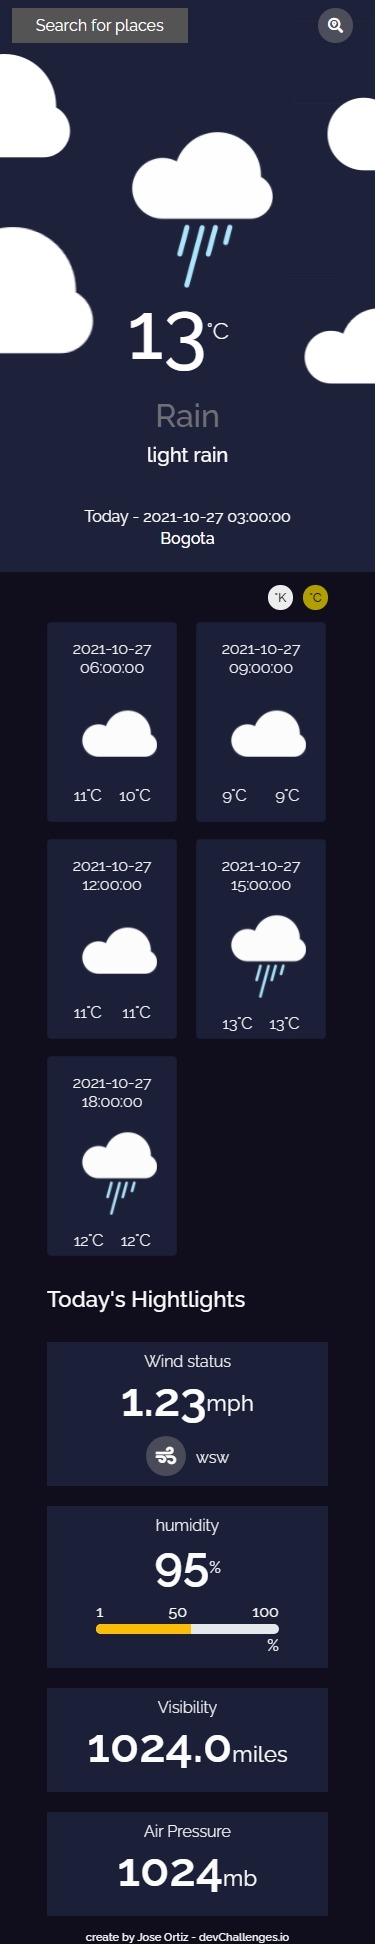 Search for places
13°C
Rain
light rain
Today - 2021-10-27 03:00:00
Bogota
°K °C
2021-10-27
06:00:00
11°C 10°C
2021-10-27
09:00:00
9°C 9°C
2021-10-27
12:00:00
11°C 11°C
2021-10-27
15:00:00
13°C 13°C
2021-10-27
18:00:00
12°C 12°C
Today's Hightlights
Wind status
1.23mph
wsw
humidity
95%
1 50 100
%
Visibility
1024.0miles
Air Pressure
1024mb
create by Jose Ortiz - devChallenges.io